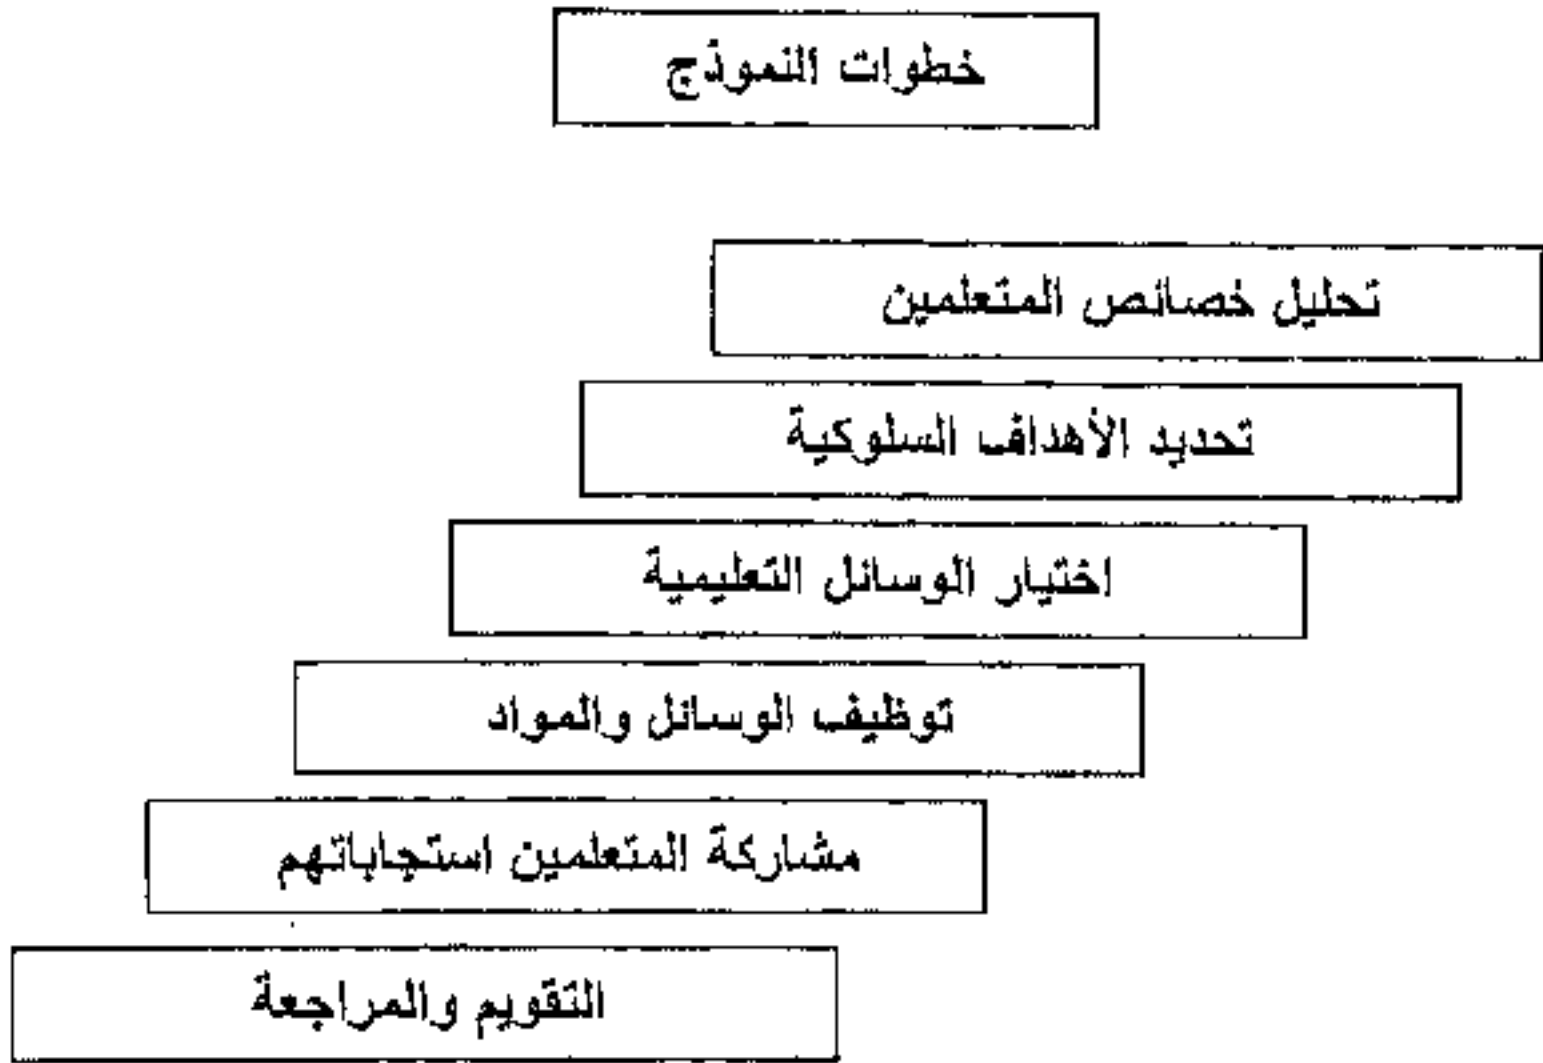 خطوات النموذج
تحليل خصائص المتعلمين
تحديد الأهداف السلوكية
اختيار الوسائل التعليمية
توظيف الوسائل والمواد
مشاركة المتعلمين استجاباتهم
التقويم والمراجعة